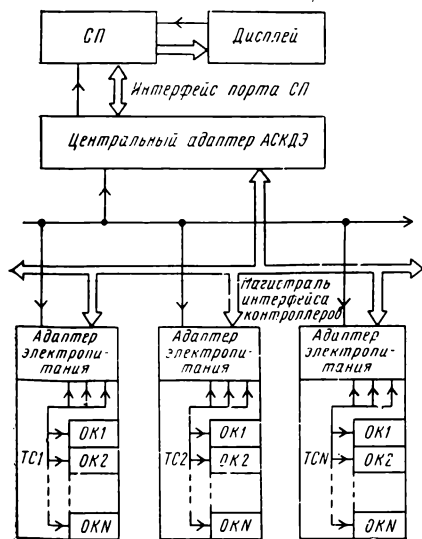 СП
Дисплей
Интерфейс порта СП
Центральный адаптер АСКДЭ
Магистраль
интерфейса
контроллеров
Адаптер
электропи-
тания
ТС1
ОК1
ОК2
ОКN
Адаптер
электропи-
тания
ТС2
ОК1
ОК2
ОКN
Адаптер
электропи-
тания
ТСN
ОК1
ОК2
ОКN